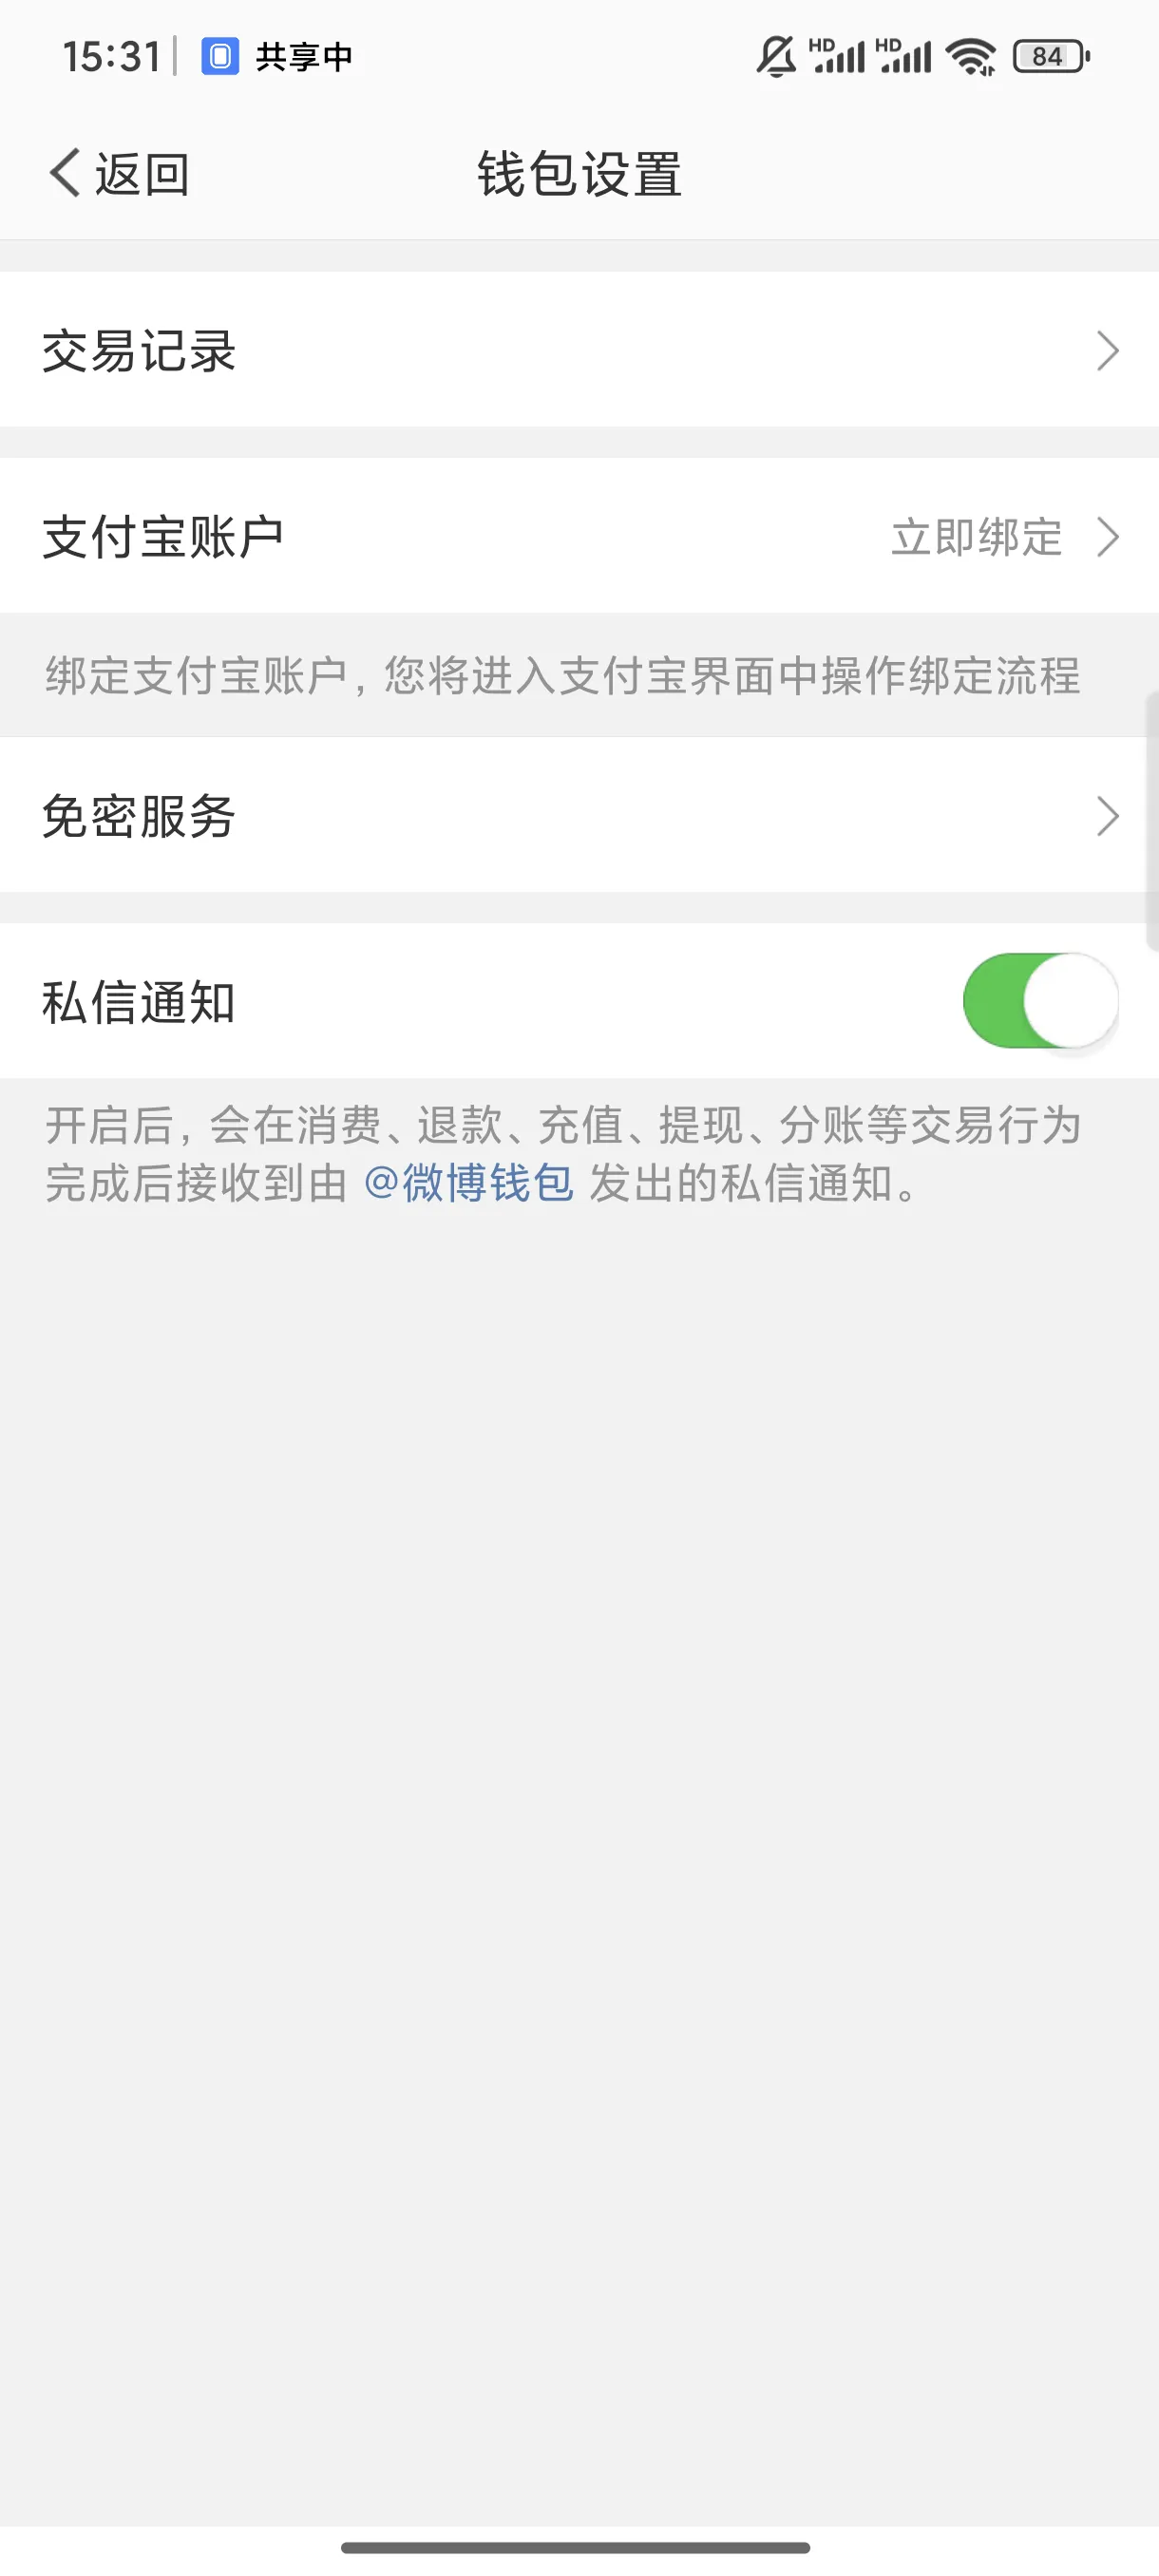 15:31 共享中 HD HD 84
返回 钱包设置
交易记录
支付宝账户 立即绑定
绑定支付宝账户，您将进入支付宝界面中操作绑定流程
免密服务
私信通知
开启后，会在消费、退款、充值、提现、分账等交易行为
完成后接收到由 @微博钱包 发出的私信通知。